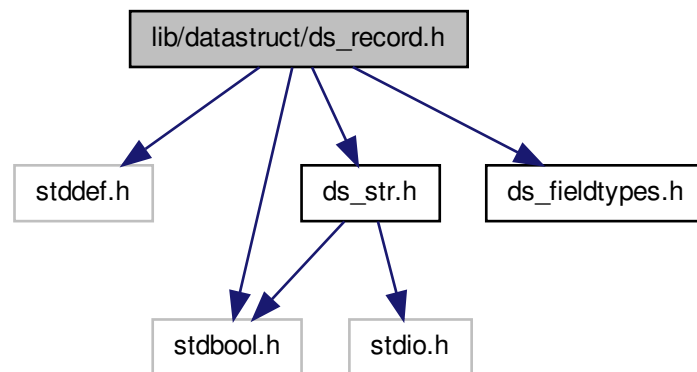 lib/datastruct/ds_record.h
stddef.h
ds_str.h
ds_fieldtypes.h
stdbool.h
stdio.h